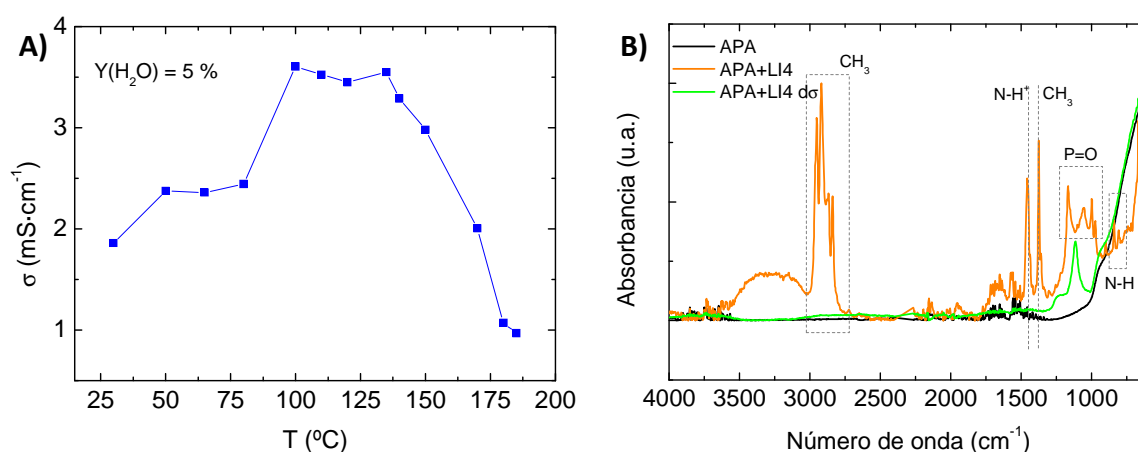 A)
Y(H₂O) = 5 %
σ (mS·cm⁻¹)
4
3
2
1
25 50 75 100 125 150 175 200
T (ºC)
B)
APA
APA+LI4
APA+LI4 dσ
CH₃
N-H⁺
CH₃
P=O
N-H
Absorbancia (u.a.)
4000 3000 2500 2000 1500 1000
Número de onda (cm⁻¹)